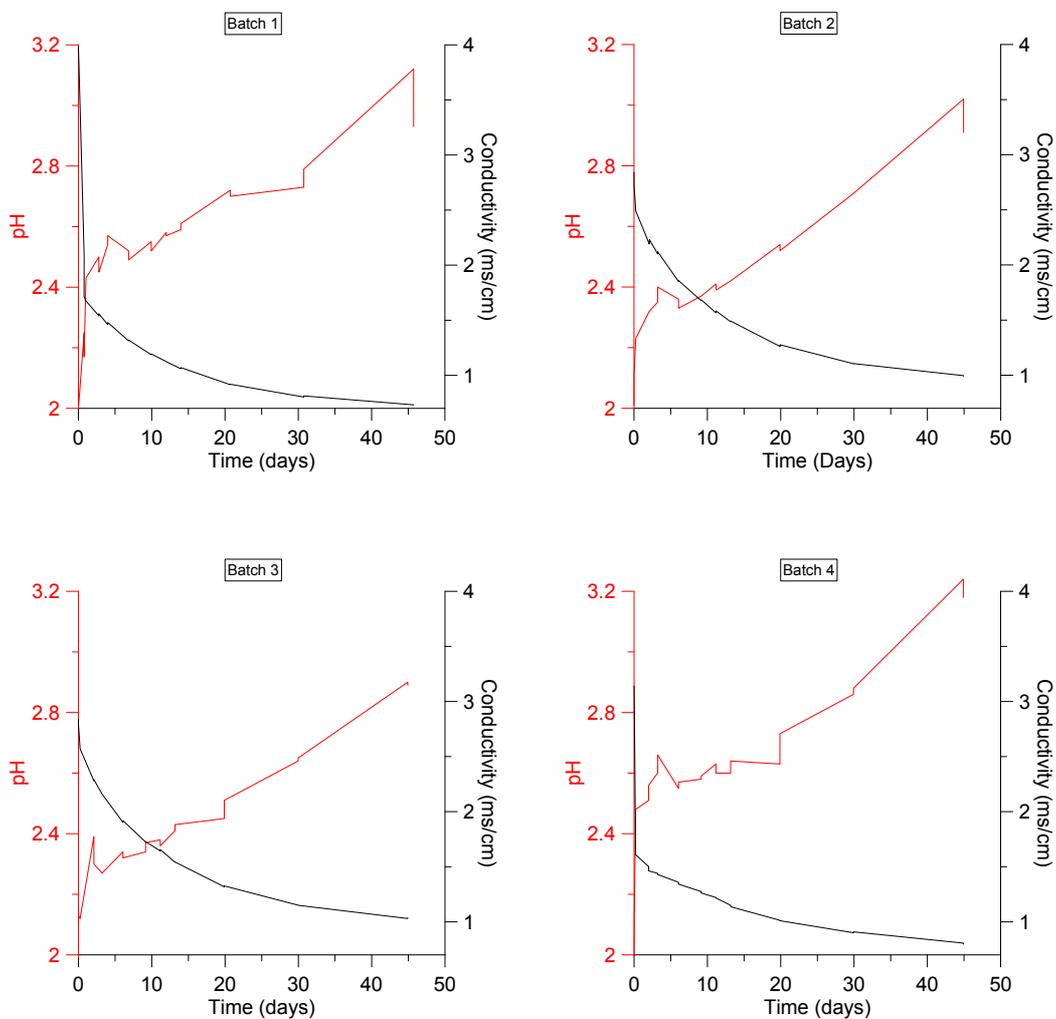 Batch 1
3.2
2.8
2.4
2
pH
4
3
2
1
Conductivity (ms/cm)
0 10 20 30 40 50
Time (days)
Batch 2
3.2
2.8
2.4
2
pH
4
3
2
1
Conductivity (ms/cm)
0 10 20 30 40 50
Time (Days)
Batch 3
3.2
2.8
2.4
2
pH
4
3
2
1
Conductivity (ms/cm)
0 10 20 30 40 50
Time (days)
Batch 4
3.2
2.8
2.4
2
pH
4
3
2
1
Conductivity (ms/cm)
0 10 20 30 40 50
Time (days)